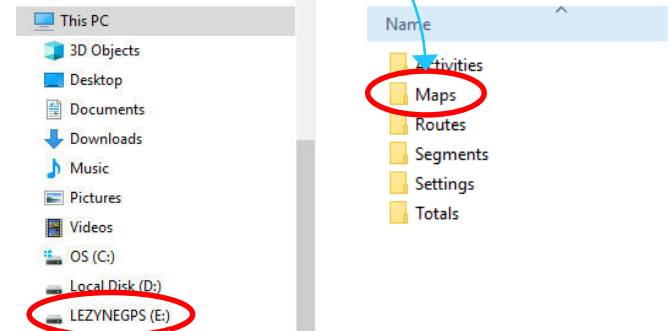 This PC
3D Objects
Desktop
Documents
Downloads
Music
Pictures
Videos
OS (C:)
Local Disk (D:)
LEZYNEGPS (E:)
Name
Activities
Maps
Routes
Segments
Settings
Totals